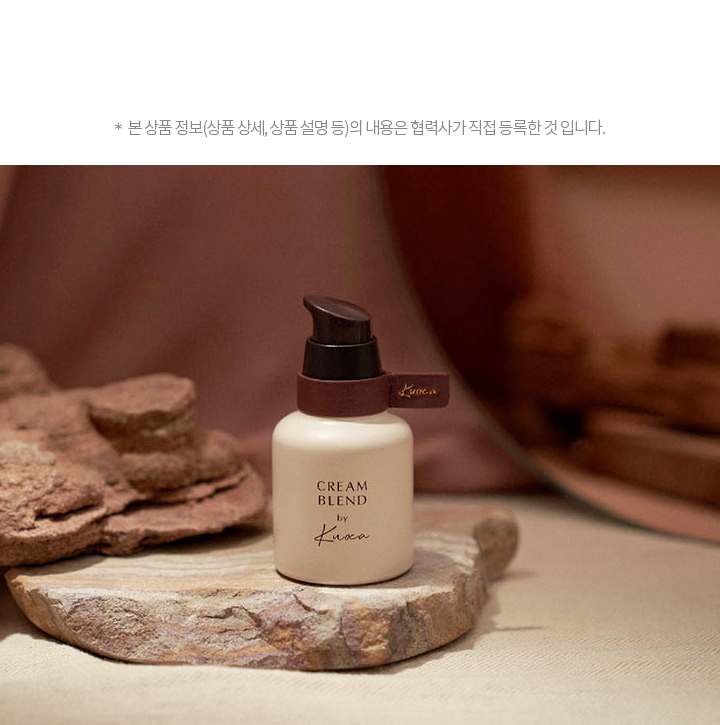 * 본 상품 정보(상품 상세, 상품 설명 등)의 내용은 협력사가 직접 등록한 것 입니다.
Kuoca
CREAM
BLEND
by
Kuoca